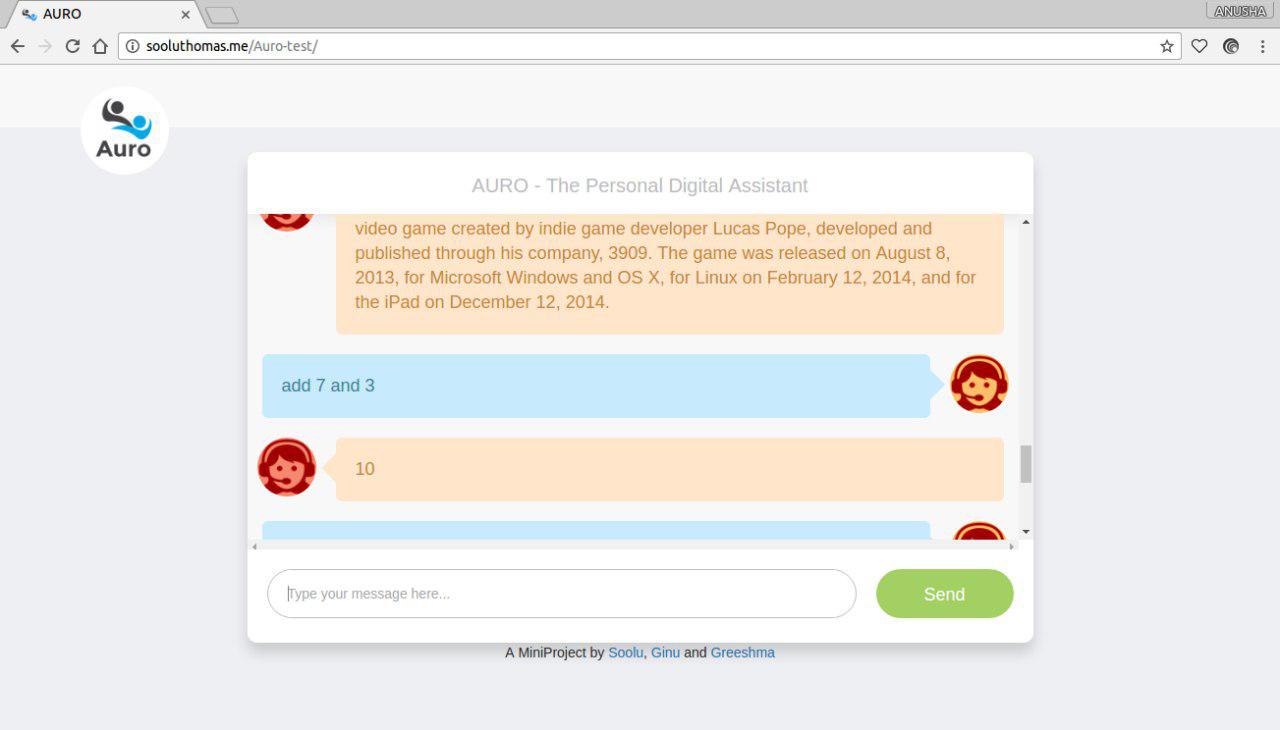 AURO
ANUSHA
sooluthomas.me/Auro-test/
Auro
AURO - The Personal Digital Assistant
video game created by indie game developer Lucas Pope, developed and
published through his company, 3909. The game was released on August 8,
2013, for Microsoft Windows and OS X, for Linux on February 12, 2014, and for
the iPad on December 12, 2014.
add 7 and 3
10
Type your message here...
Send
A MiniProject by Soolu, Ginu and Greeshma